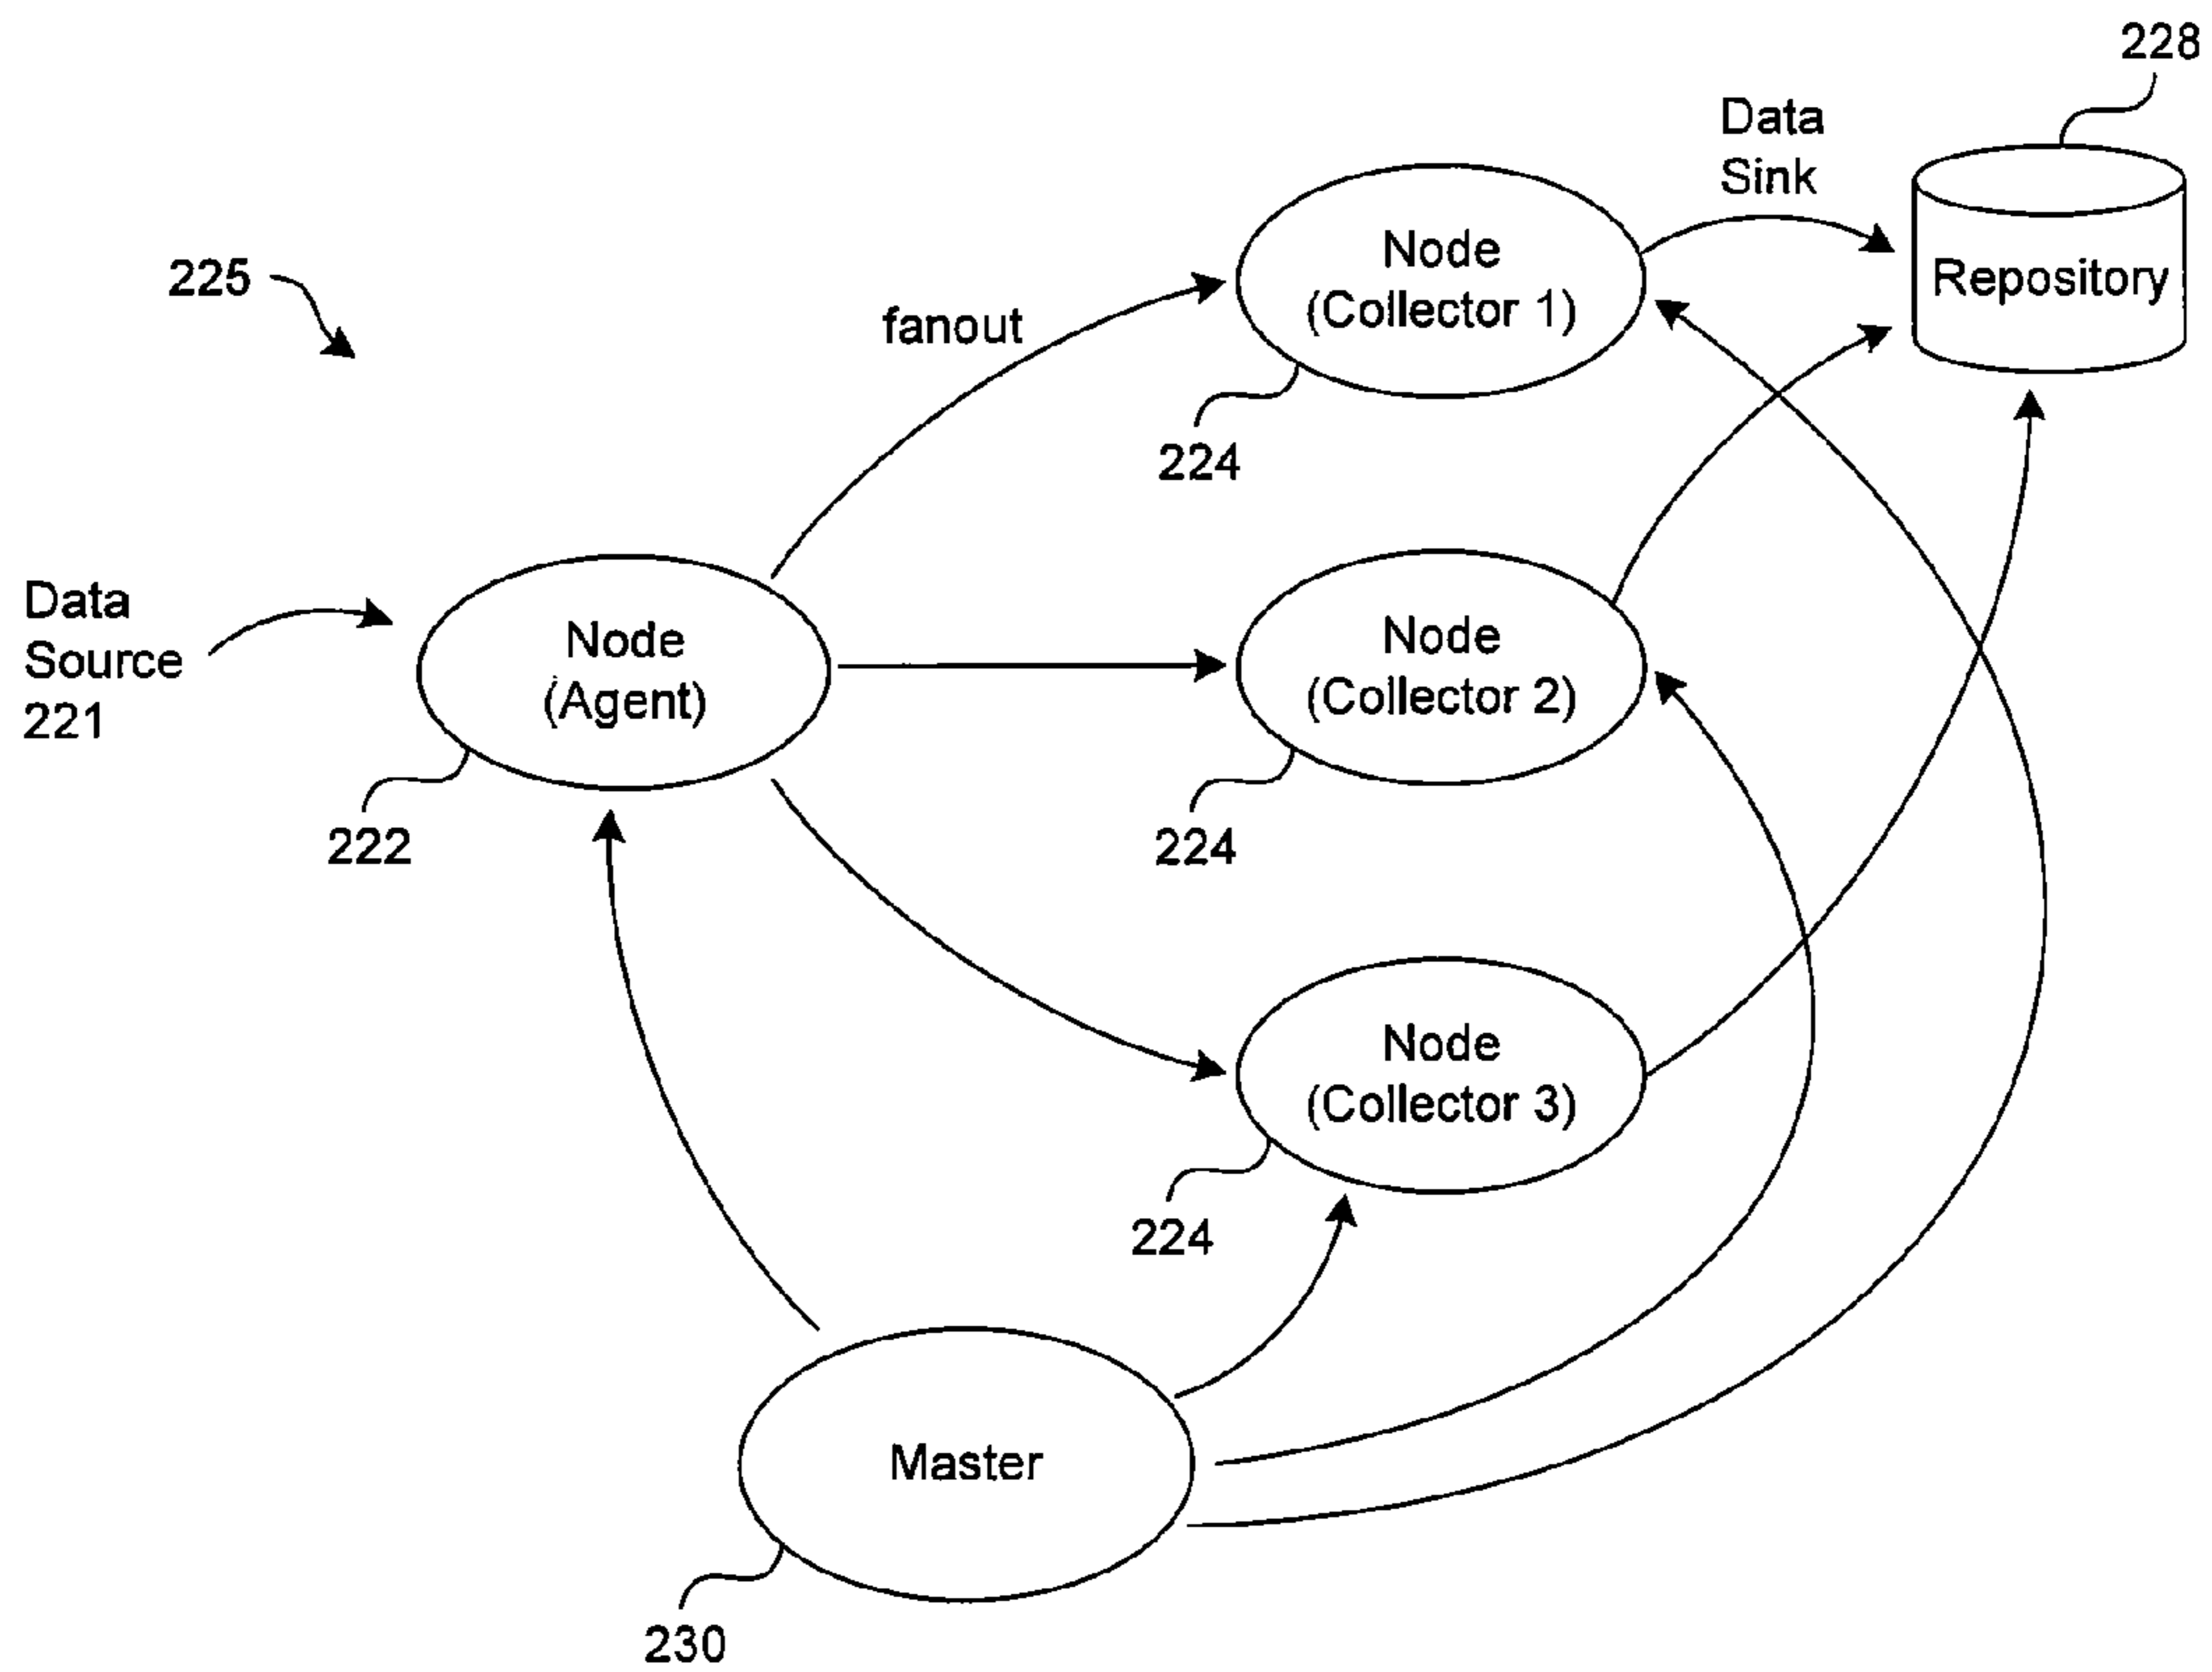 228
Data
Sink
Node
(Collector 1)
Repository
225
fanout
224
Data
Source
221
Node
(Agent)
Node
(Collector 2)
222
224
Node
(Collector 3)
224
Master
230